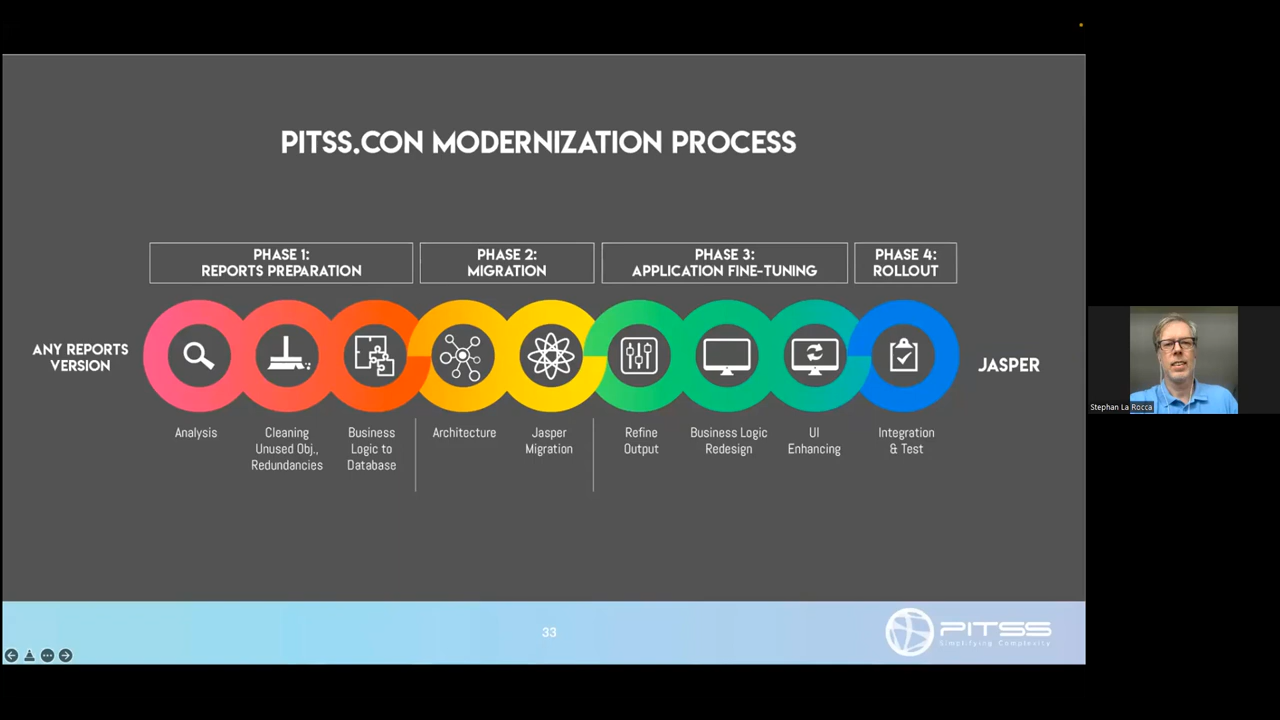 PITSS.CON MODERNIZATION PROCESS
PHASE 1:
REPORTS PREPARATION
PHASE 2:
MIGRATION
PHASE 3:
APPLICATION FINE-TUNING
PHASE 4:
ROLLOUT
ANY REPORTS
VERSION
JASPER
Analysis
Cleaning
Unused Obj.,
Redundancies
Business
Logic to
Database
Architecture
Jasper
Migration
Refine
Output
Business Logic
Redesign
UI
Enhancing
Integration
& Test
Stephan La Rocca
33
PITSS
Simplifying Complexity